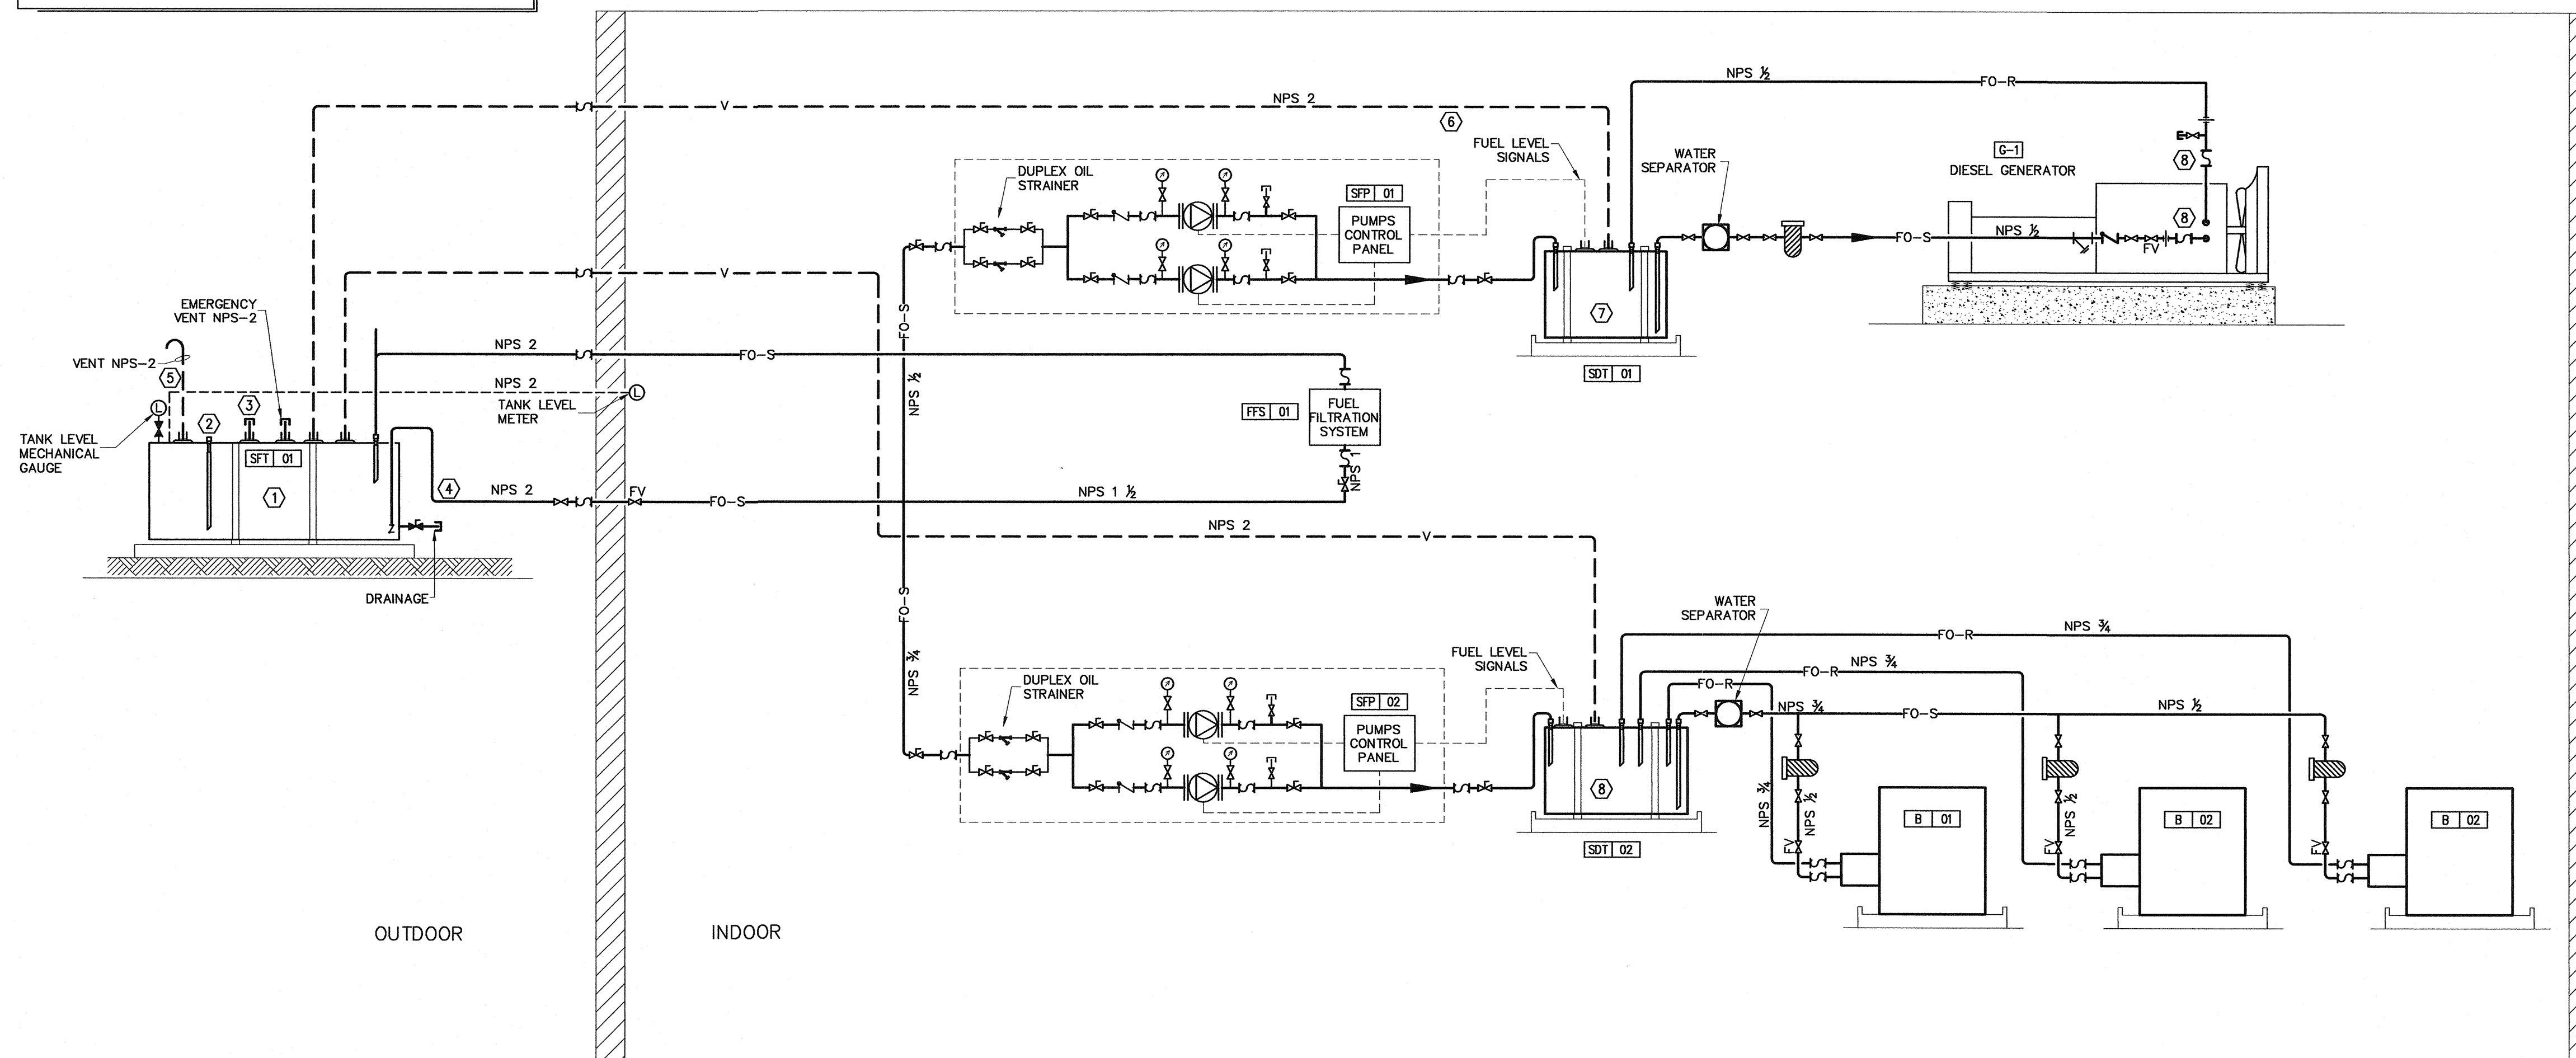 NPS ½
FO-R
V
NPS 2
6
FUEL LEVEL
SIGNALS
WATER
SEPARATOR
G-1
DIESEL GENERATOR
8
8
DUPLEX OIL
STRAINER
SFP 01
PUMPS
CONTROL
PANEL
FO-S
NPS ½
FV
7
SDT 01
V
EMERGENCY
VENT NPS-2
VENT NPS-2
5
NPS 2
FO-S
FO-S
NPS ½
NPS 2
L
TANK LEVEL
METER
L
TANK LEVEL
MECHANICAL
GAUGE
2
3
SFT 01
1
4
NPS 2
FV
FO-S
NPS 1 ½
NPS 1
FFS 01
FUEL
FILTRATION
SYSTEM
Z
DRAINAGE
NPS 2
V
FO-S
NPS ¾
WATER
SEPARATOR
FUEL LEVEL
SIGNALS
FO-R
NPS ¾
FO-R
NPS ¾
FO-R
NPS ¾
FO-S
NPS ½
DUPLEX OIL
STRAINER
SFP 02
PUMPS
CONTROL
PANEL
8
SDT 02
NPS ¾
NPS ½
FV
B 01
NPS ½
FV
B 02
FV
B 02
OUTDOOR
INDOOR